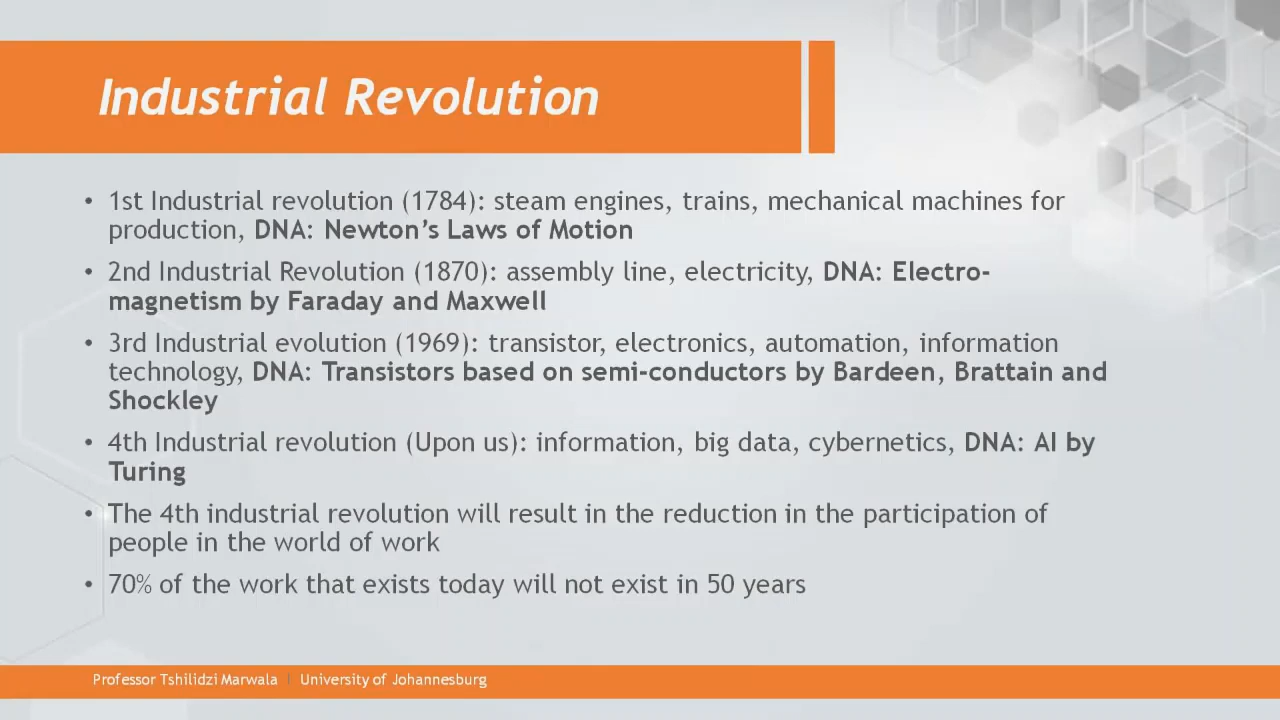 Industrial Revolution
• 1st Industrial revolution (1784): steam engines, trains, mechanical machines for
production, DNA: Newton's Laws of Motion
• 2nd Industrial Revolution (1870): assembly line, electricity, DNA: Electro-
magnetism by Faraday and Maxwell
• 3rd Industrial evolution (1969): transistor, electronics, automation, information
technology, DNA: Transistors based on semi-conductors by Bardeen, Brattain and
Shockley
• 4th Industrial revolution (Upon us): information, big data, cybernetics, DNA: AI by
Turing
• The 4th industrial revolution will result in the reduction in the participation of
people in the world of work
• 70% of the work that exists today will not exist in 50 years
Professor Tshilidzi Marwala | University of Johannesburg